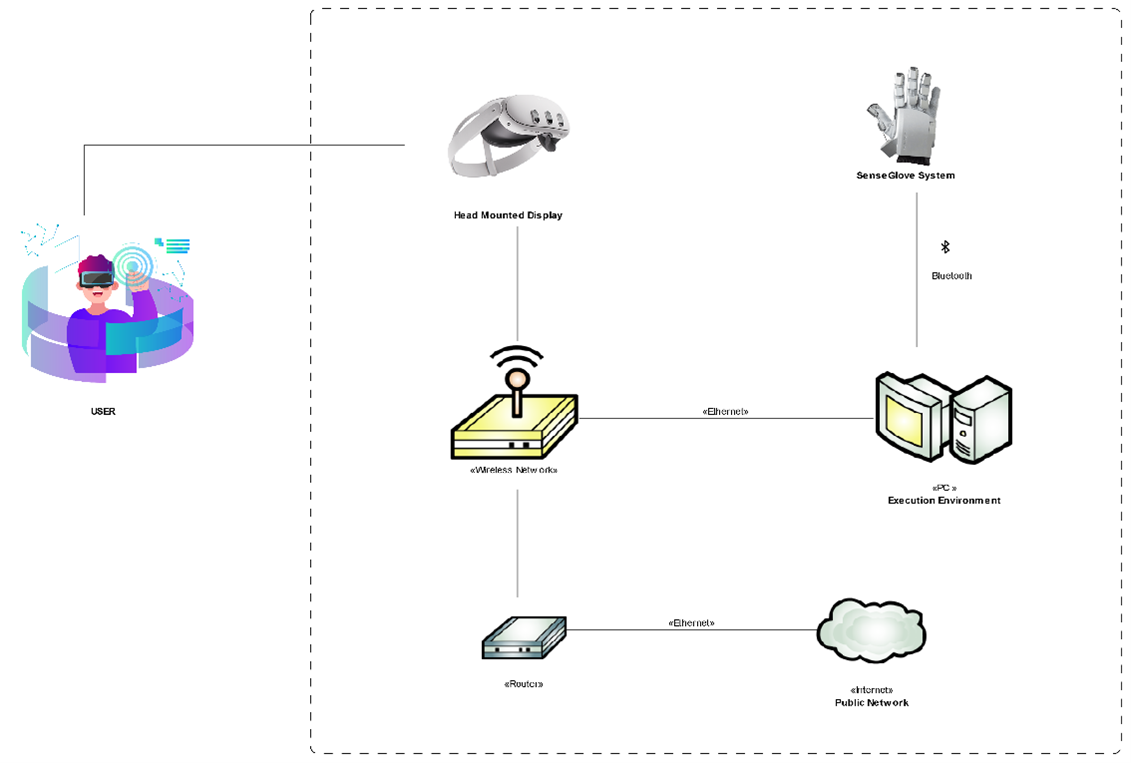 SenseGlove System
Head Mounted Display
Bluetooth
USER
«Ethernet»
«Wireless Network»
«PC »
Execution Environment
«Ethernet»
«Router»
«Internet»
Public Network